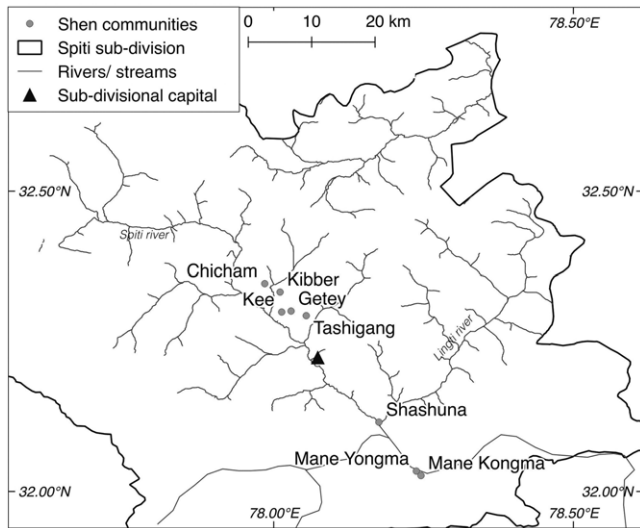 Shen communities
Spiti sub-division
Rivers/ streams
Sub-divisional capital
0 10 20 km
78.50°E
32.50°N 32.50°N
Spiti river
Chicham
Kibber
Kee
Getey
Tashigang
Lingti river
Shashuna
Mane Yongma
Mane Kongma
32.00°N 32.00°N
78.00°E 78.50°E